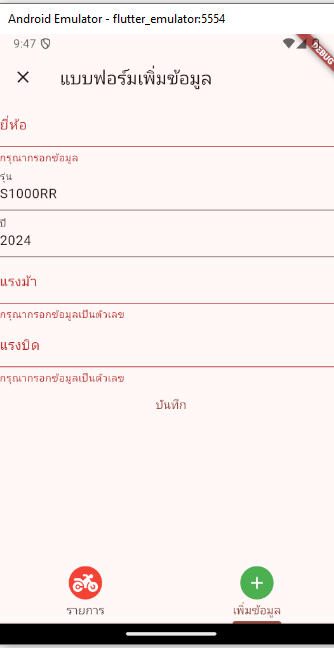 Android Emulator - flutter_emulator:5554
9:47
DEBUG
แบบฟอร์มเพิ่มข้อมูล
ยี่ห้อ
กรุณากรอกข้อมูล
รุ่น
S1000RR
ปี
2024
แรงม้า
กรุณากรอกข้อมูลเป็นตัวเลข
แรงบิด
กรุณากรอกข้อมูลเป็นตัวเลข
บันทึก
รายการ
เพิ่มข้อมูล